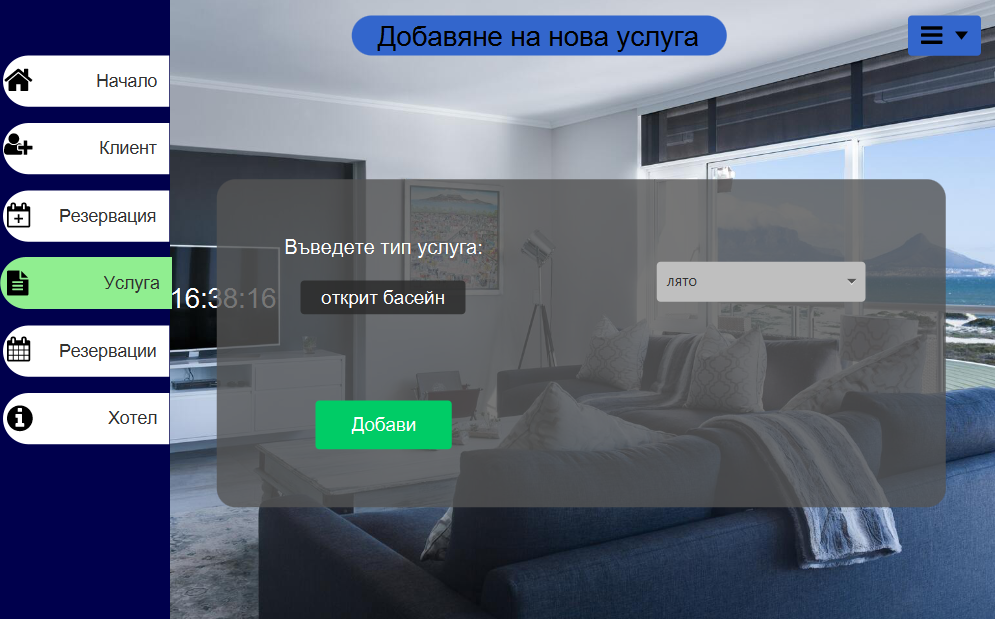 Добавяне на нова услуга
Начало
Клиент
Резервация
Услуга
Резервации
Хотел
16:38:16
Въведете тип услуга:
открит басейн
лято
Добави